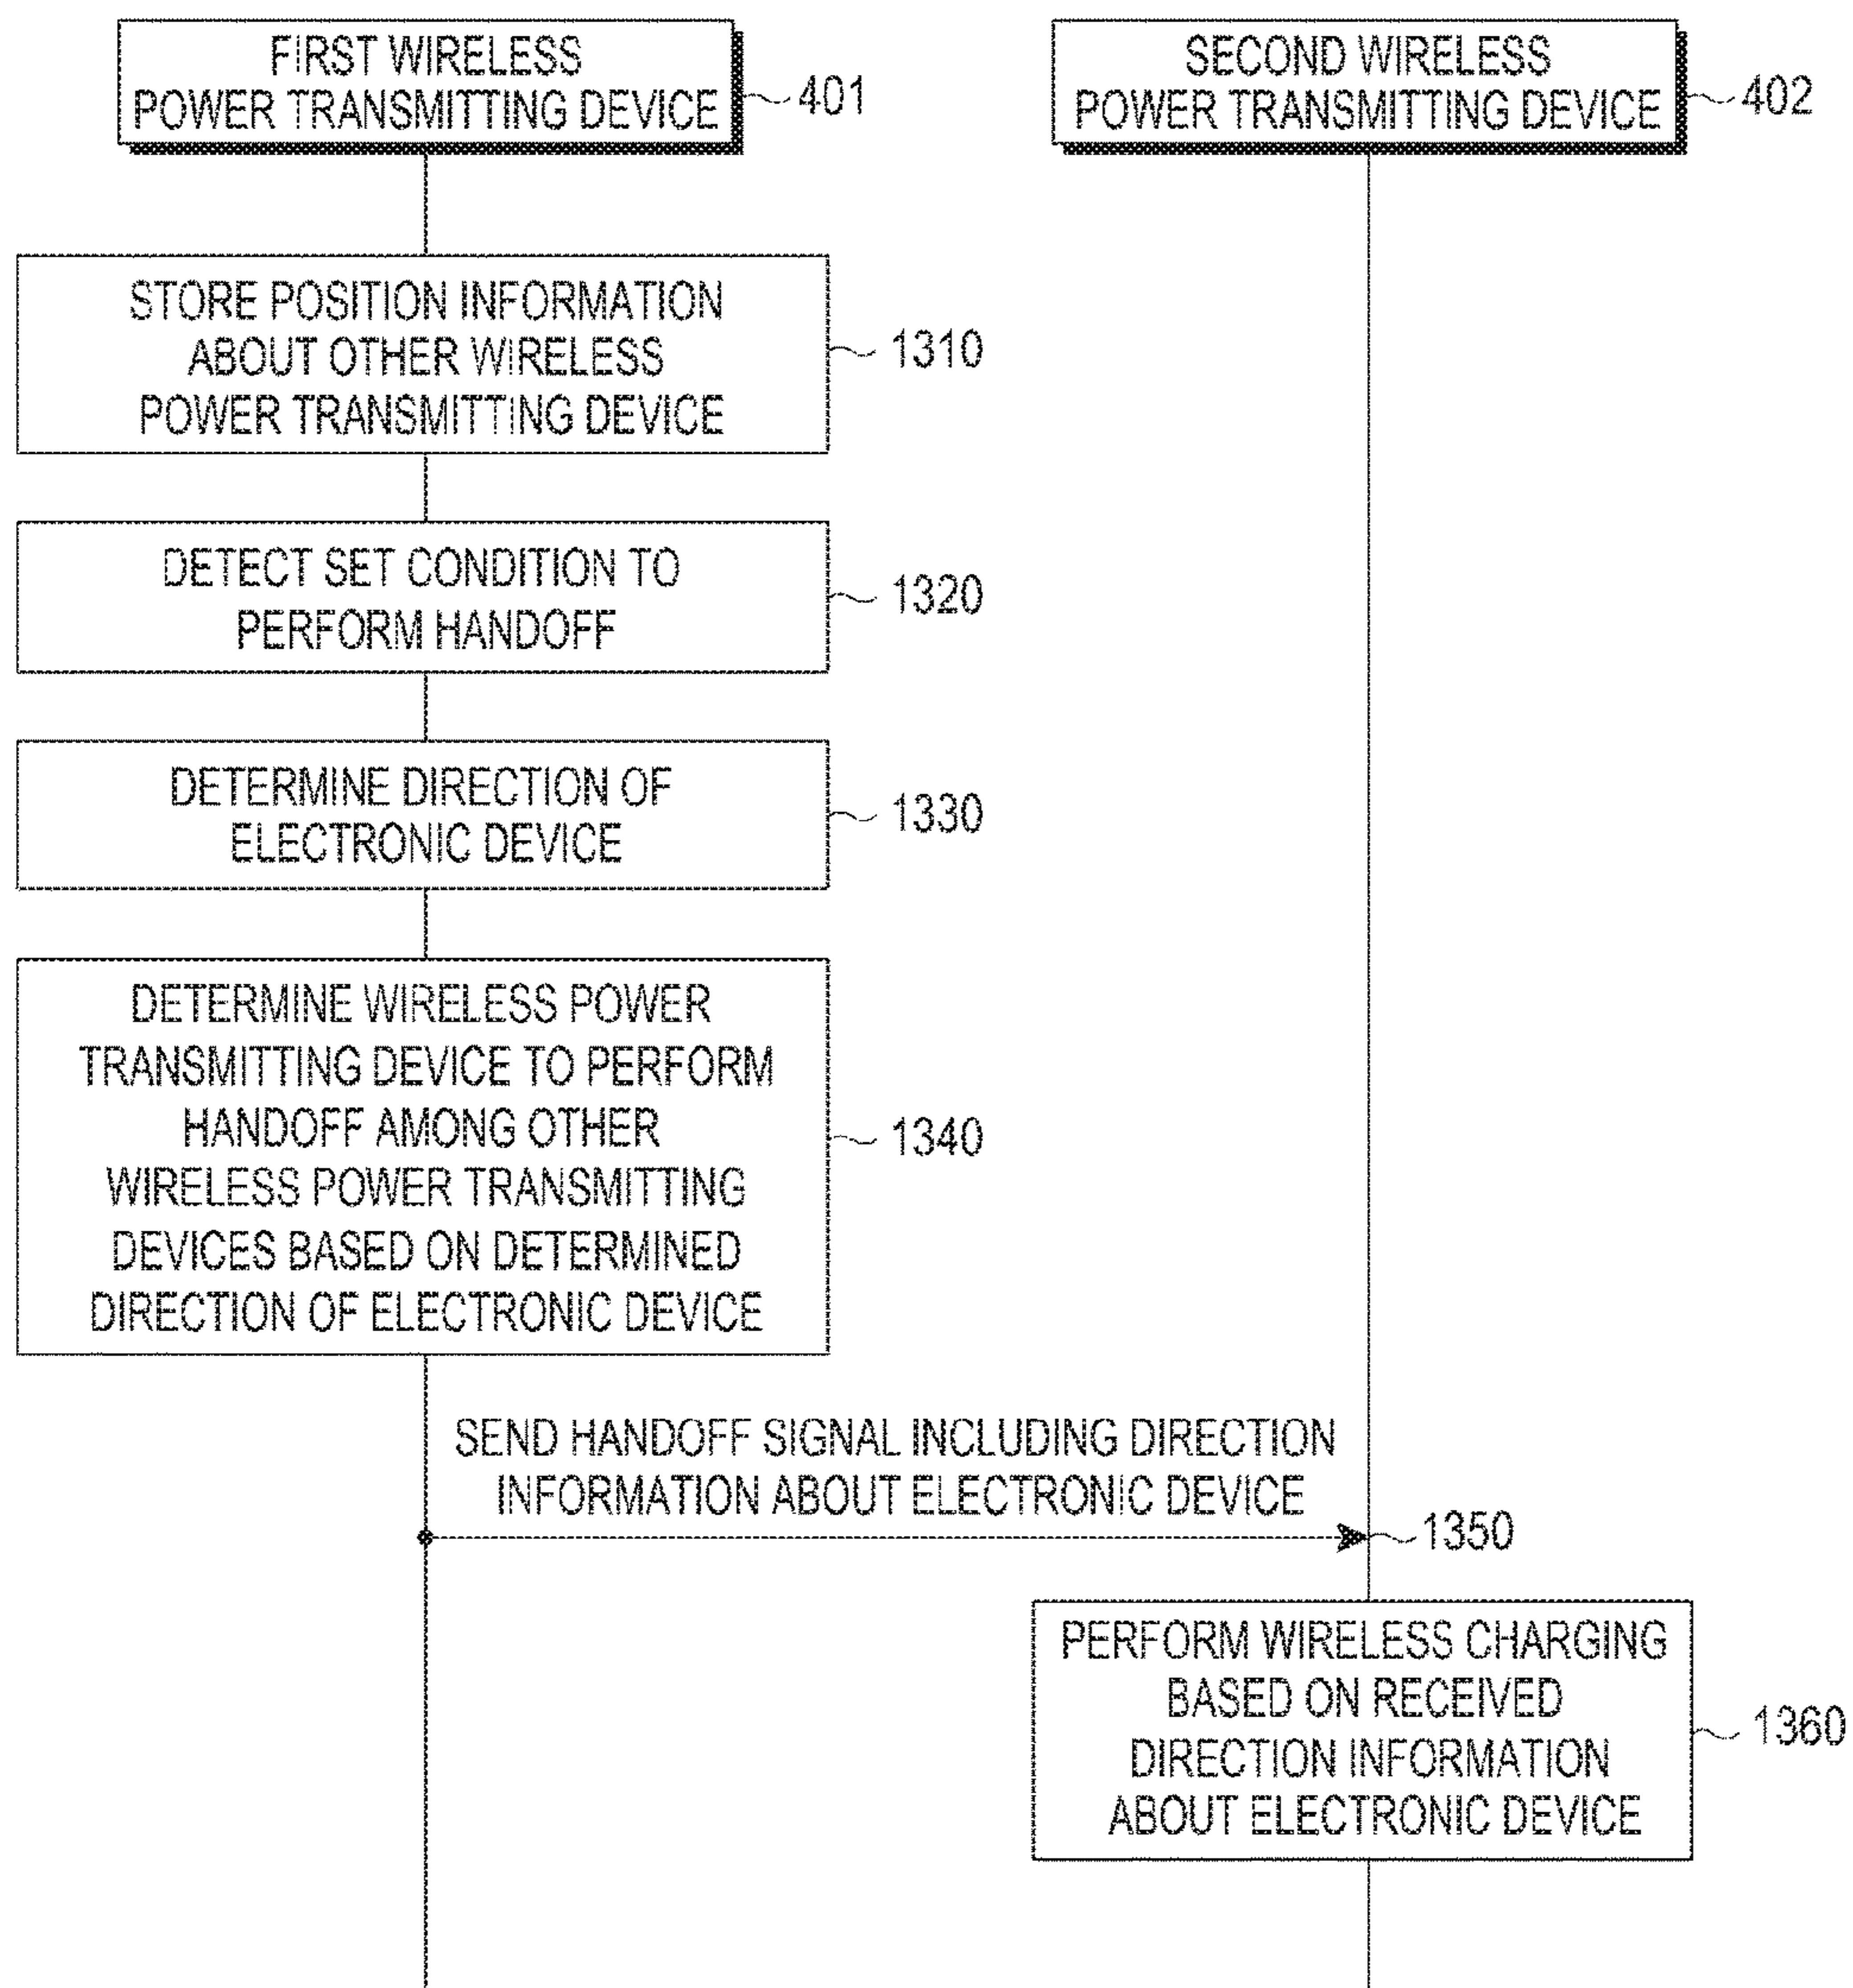 FIRST WIRELESS
POWER TRANSMITTING DEVICE
401
SECOND WIRELESS
POWER TRANSMITTING DEVICE
402
STORE POSITION INFORMATION
ABOUT OTHER WIRELESS
POWER TRANSMITTING DEVICE
1310
DETECT SET CONDITION TO
PERFORM HANDOFF
1320
DETERMINE DIRECTION OF
ELECTRONIC DEVICE
1330
DETERMINE WIRELESS POWER
TRANSMITTING DEVICE TO PERFORM
HANDOFF AMONG OTHER
WIRELESS POWER TRANSMITTING
DEVICES BASED ON DETERMINED
DIRECTION OF ELECTRONIC DEVICE
1340
SEND HANDOFF SIGNAL INCLUDING DIRECTION
INFORMATION ABOUT ELECTRONIC DEVICE
1350
PERFORM WIRELESS CHARGING
BASED ON RECEIVED
DIRECTION INFORMATION
ABOUT ELECTRONIC DEVICE
1360